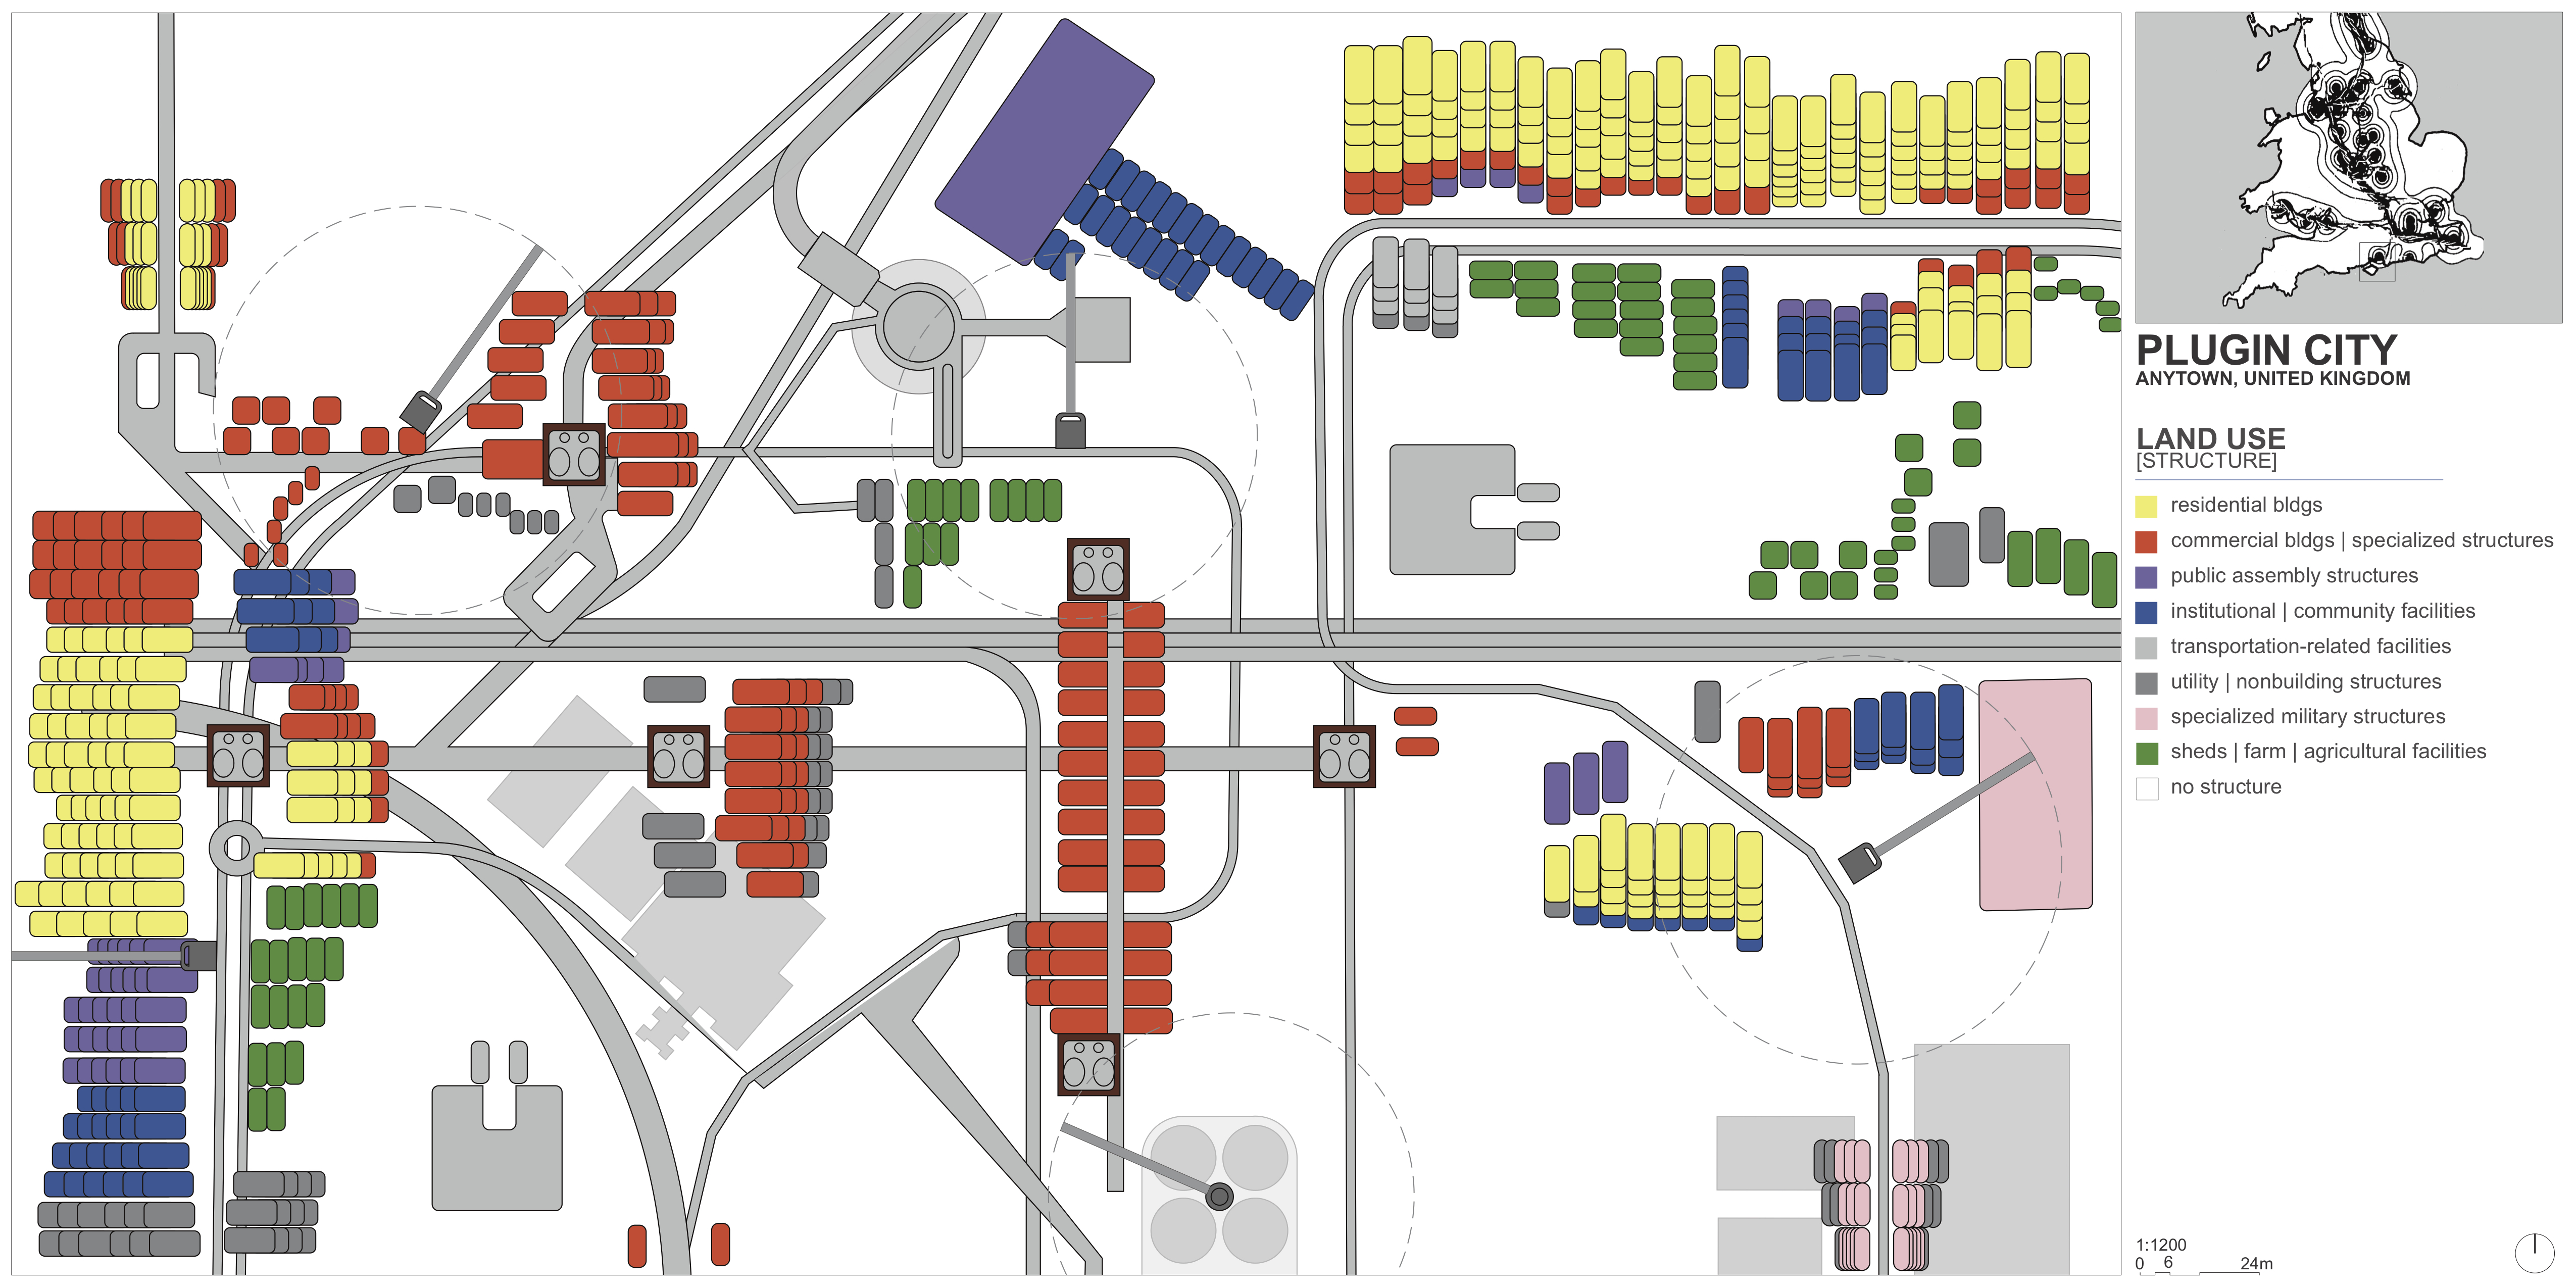 PLUGIN CITY
ANYTOWN, UNITED KINGDOM
LAND USE
[STRUCTURE]
residential bldgs
commercial bldgs | specialized structures
public assembly structures
institutional | community facilities
transportation-related facilities
utility | nonbuilding structures
specialized military structures
sheds | farm | agricultural facilities
no structure
1:1200
0 6 24m